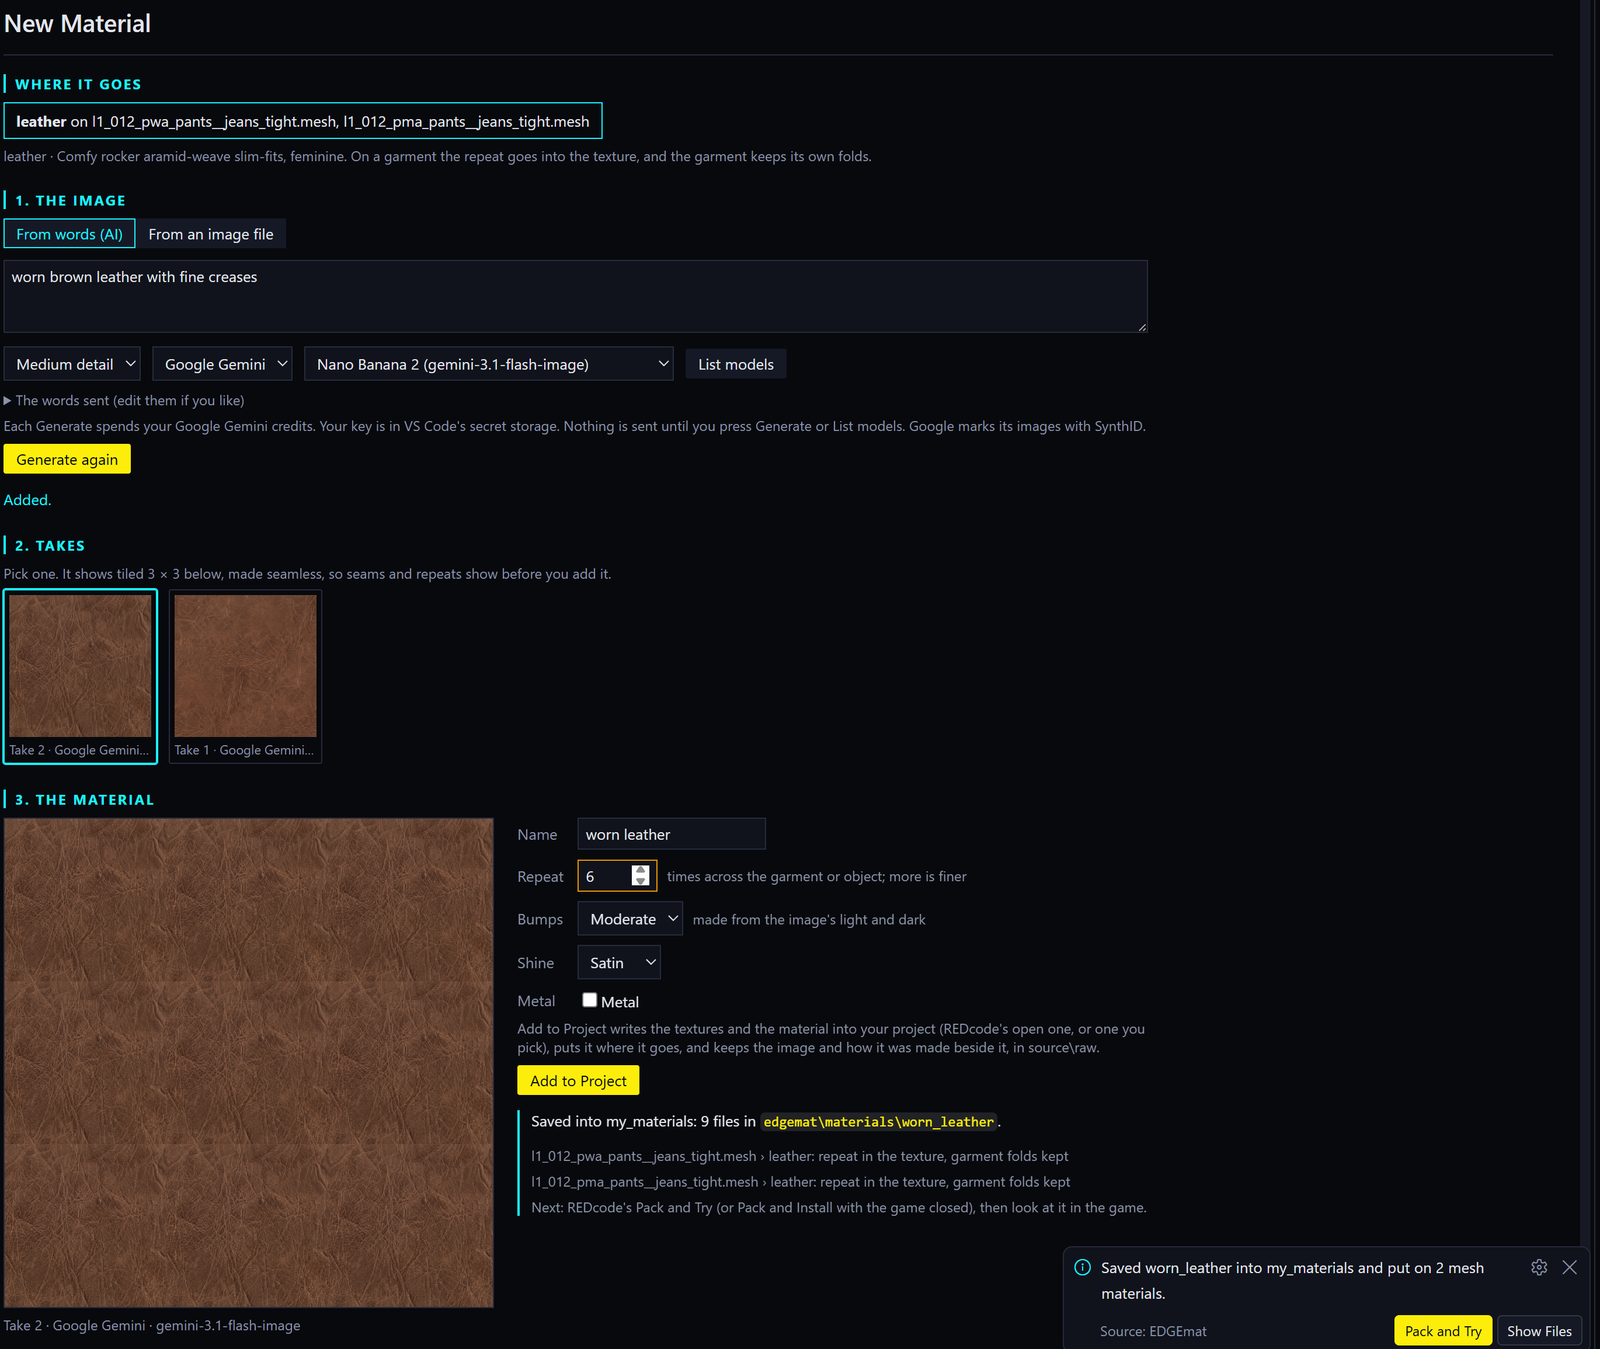 New Material
WHERE IT GOES
leather on l1_012_pwa_pants__jeans_tight.mesh, l1_012_pma_pants__jeans_tight.mesh
leather · Comfy rocker aramid-weave slim-fits, feminine. On a garment the repeat goes into the texture, and the garment keeps its own folds.
1. THE IMAGE
From words (AI) From an image file
worn brown leather with fine creases
Medium detail Google Gemini Nano Banana 2 (gemini-3.1-flash-image) List models
The words sent (edit them if you like)
Each Generate spends your Google Gemini credits. Your key is in VS Code's secret storage. Nothing is sent until you press Generate or List models. Google marks its images with SynthID.
Generate again
Added.
2. TAKES
Pick one. It shows tiled 3 × 3 below, made seamless, so seams and repeats show before you add it.
Take 2 · Google Gemini... Take 1 · Google Gemini...
3. THE MATERIAL
Name worn leather
Repeat 6 times across the garment or object; more is finer
Bumps Moderate made from the image's light and dark
Shine Satin
Metal Metal
Add to Project writes the textures and the material into your project (REDcode's open one, or one you
pick), puts it where it goes, and keeps the image and how it was made beside it, in source\raw.
Add to Project
Saved into my_materials: 9 files in edgemat\materials\worn_leather.
l1_012_pwa_pants__jeans_tight.mesh › leather: repeat in the texture, garment folds kept
l1_012_pma_pants__jeans_tight.mesh › leather: repeat in the texture, garment folds kept
Next: REDcode's Pack and Try (or Pack and Install with the game closed), then look at it in the game.
Take 2 · Google Gemini · gemini-3.1-flash-image
Saved worn_leather into my_materials and put on 2 mesh
materials.
Source: EDGEmat Pack and Try Show Files